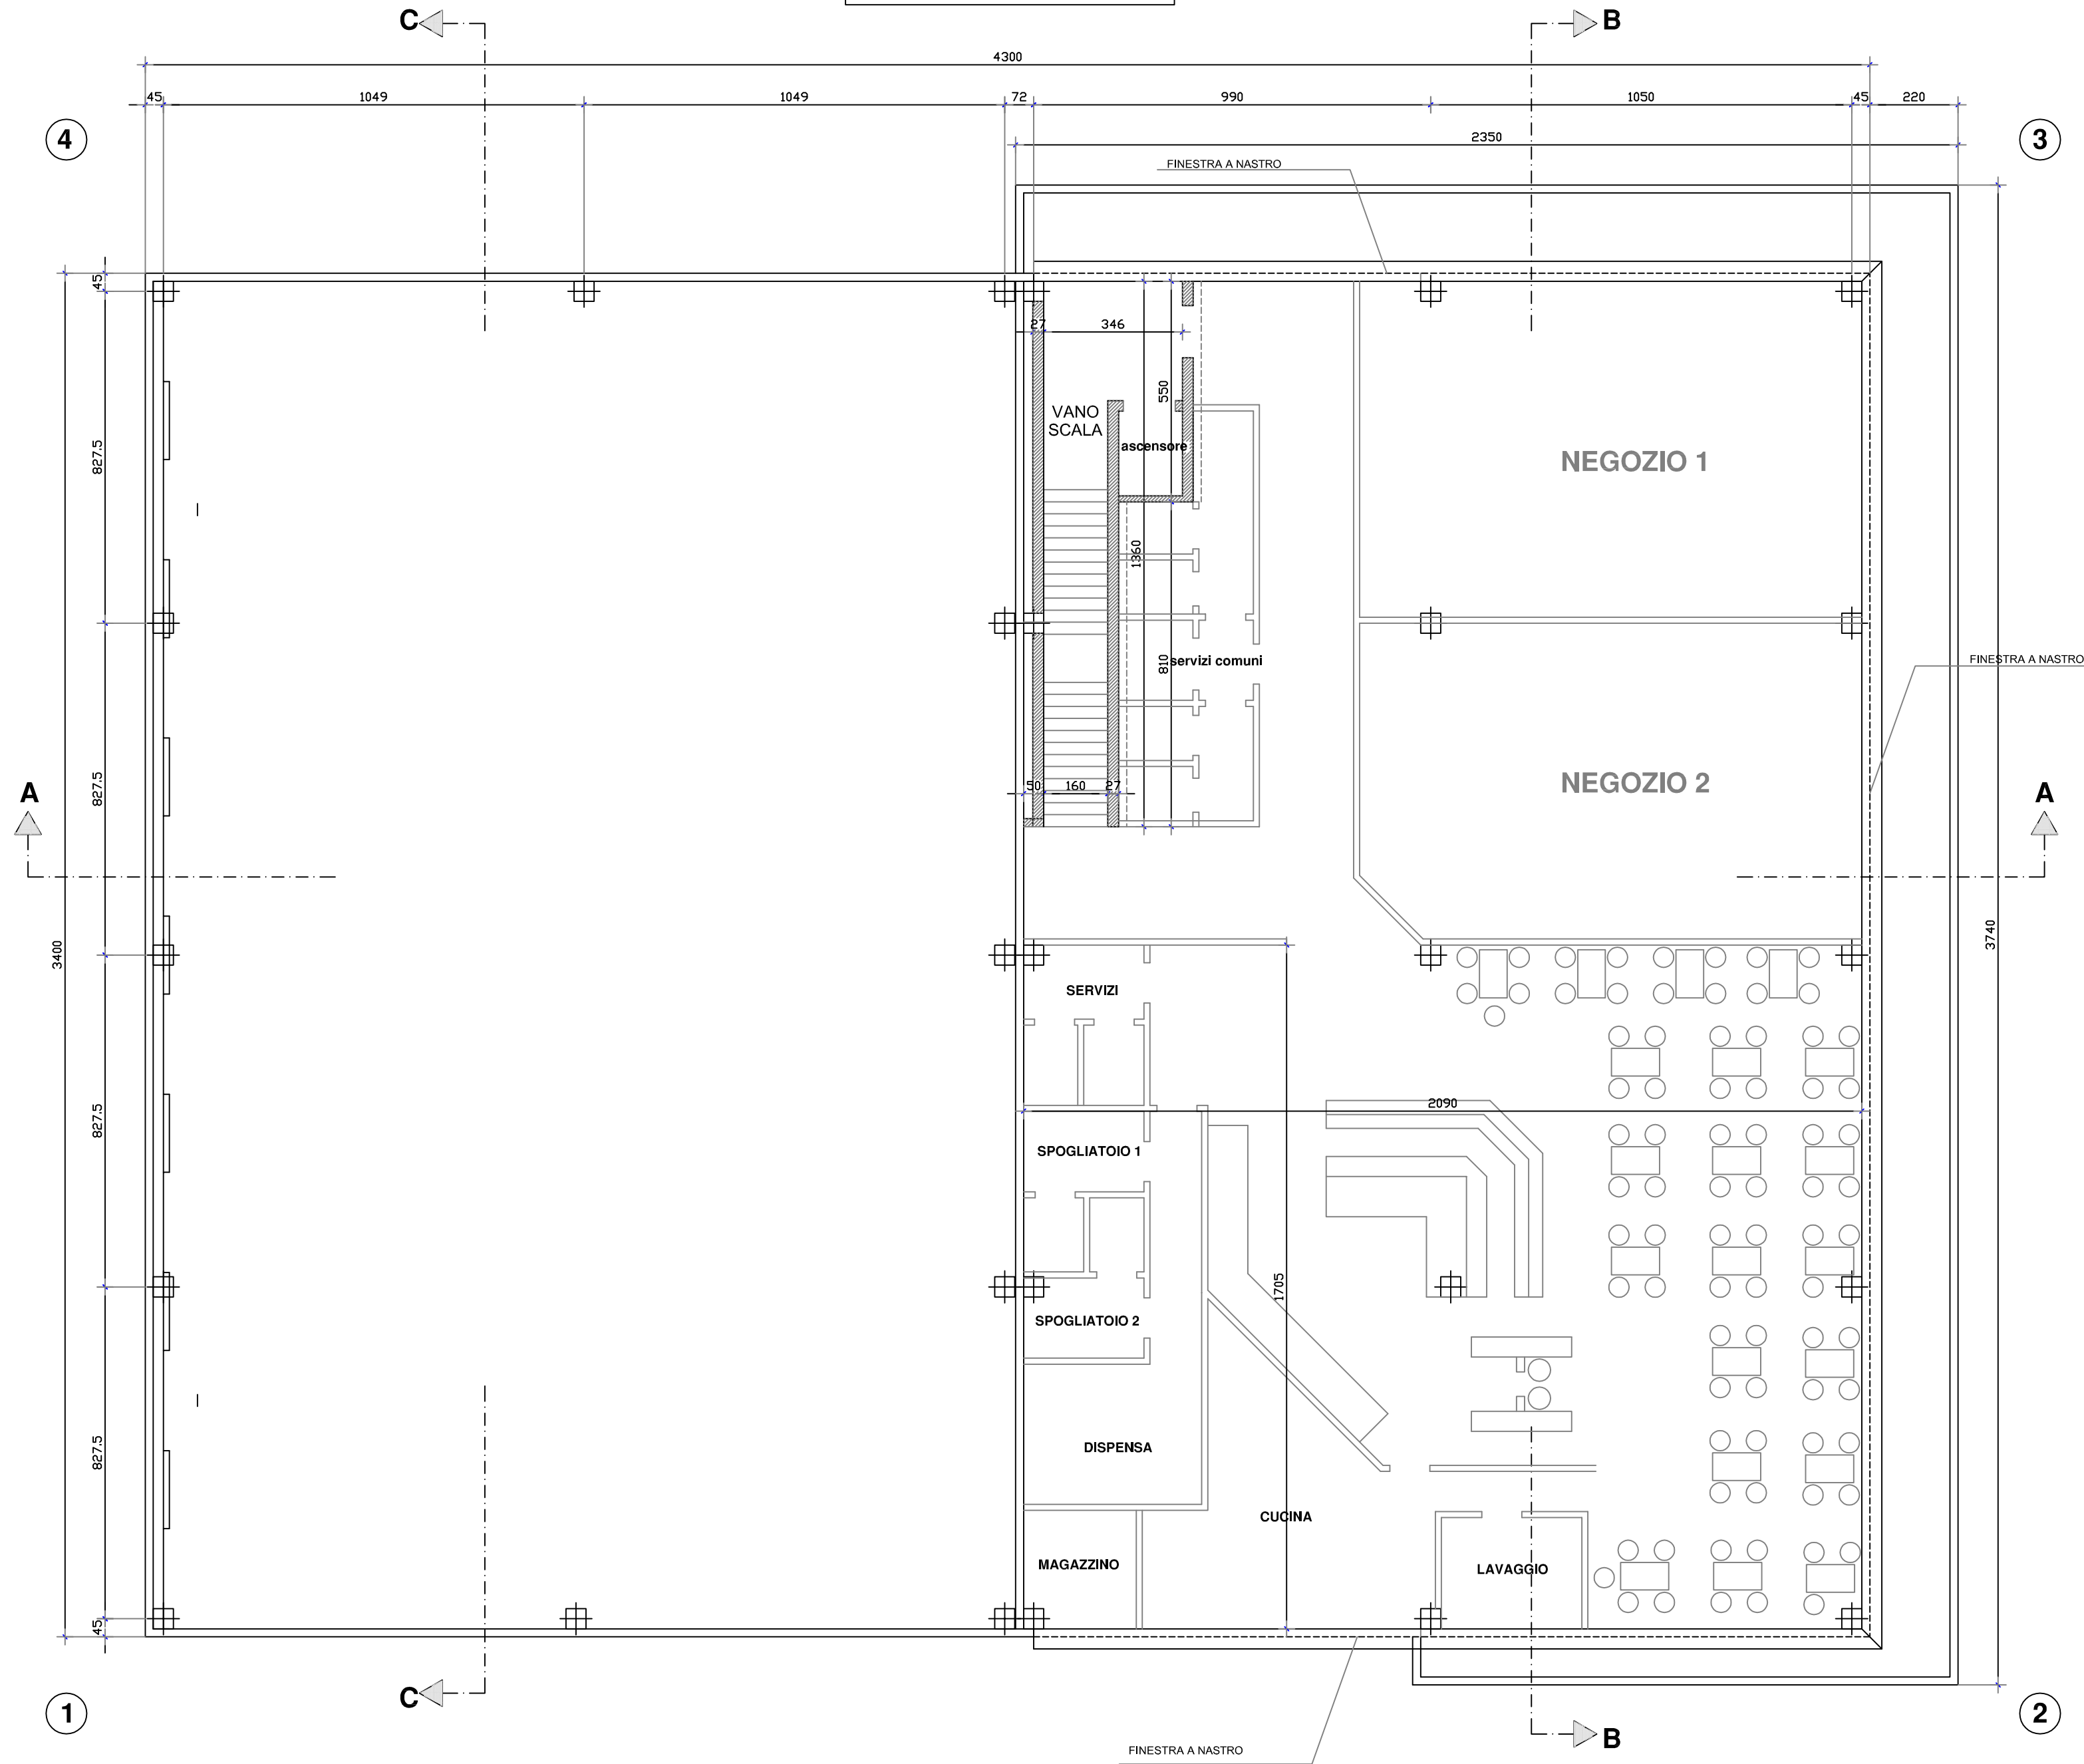 C
B
4300
45
1049
1049
72
990
1050
45
220
4
3
2350
FINESTRA A NASTRO
45
27
346
550
VANO
SCALA
ascensore
NEGOZIO 1
827.5
1360
810
servizi comuni
FINESTRA A NASTRO
827.5
50
160
27
NEGOZIO 2
A
A
3400
3740
SERVIZI
2090
827.5
SPOGLIATOIO 1
1705
SPOGLIATOIO 2
827.5
DISPENSA
CUCINA
MAGAZZINO
LAVAGGIO
45
C
1
2
B
FINESTRA A NASTRO